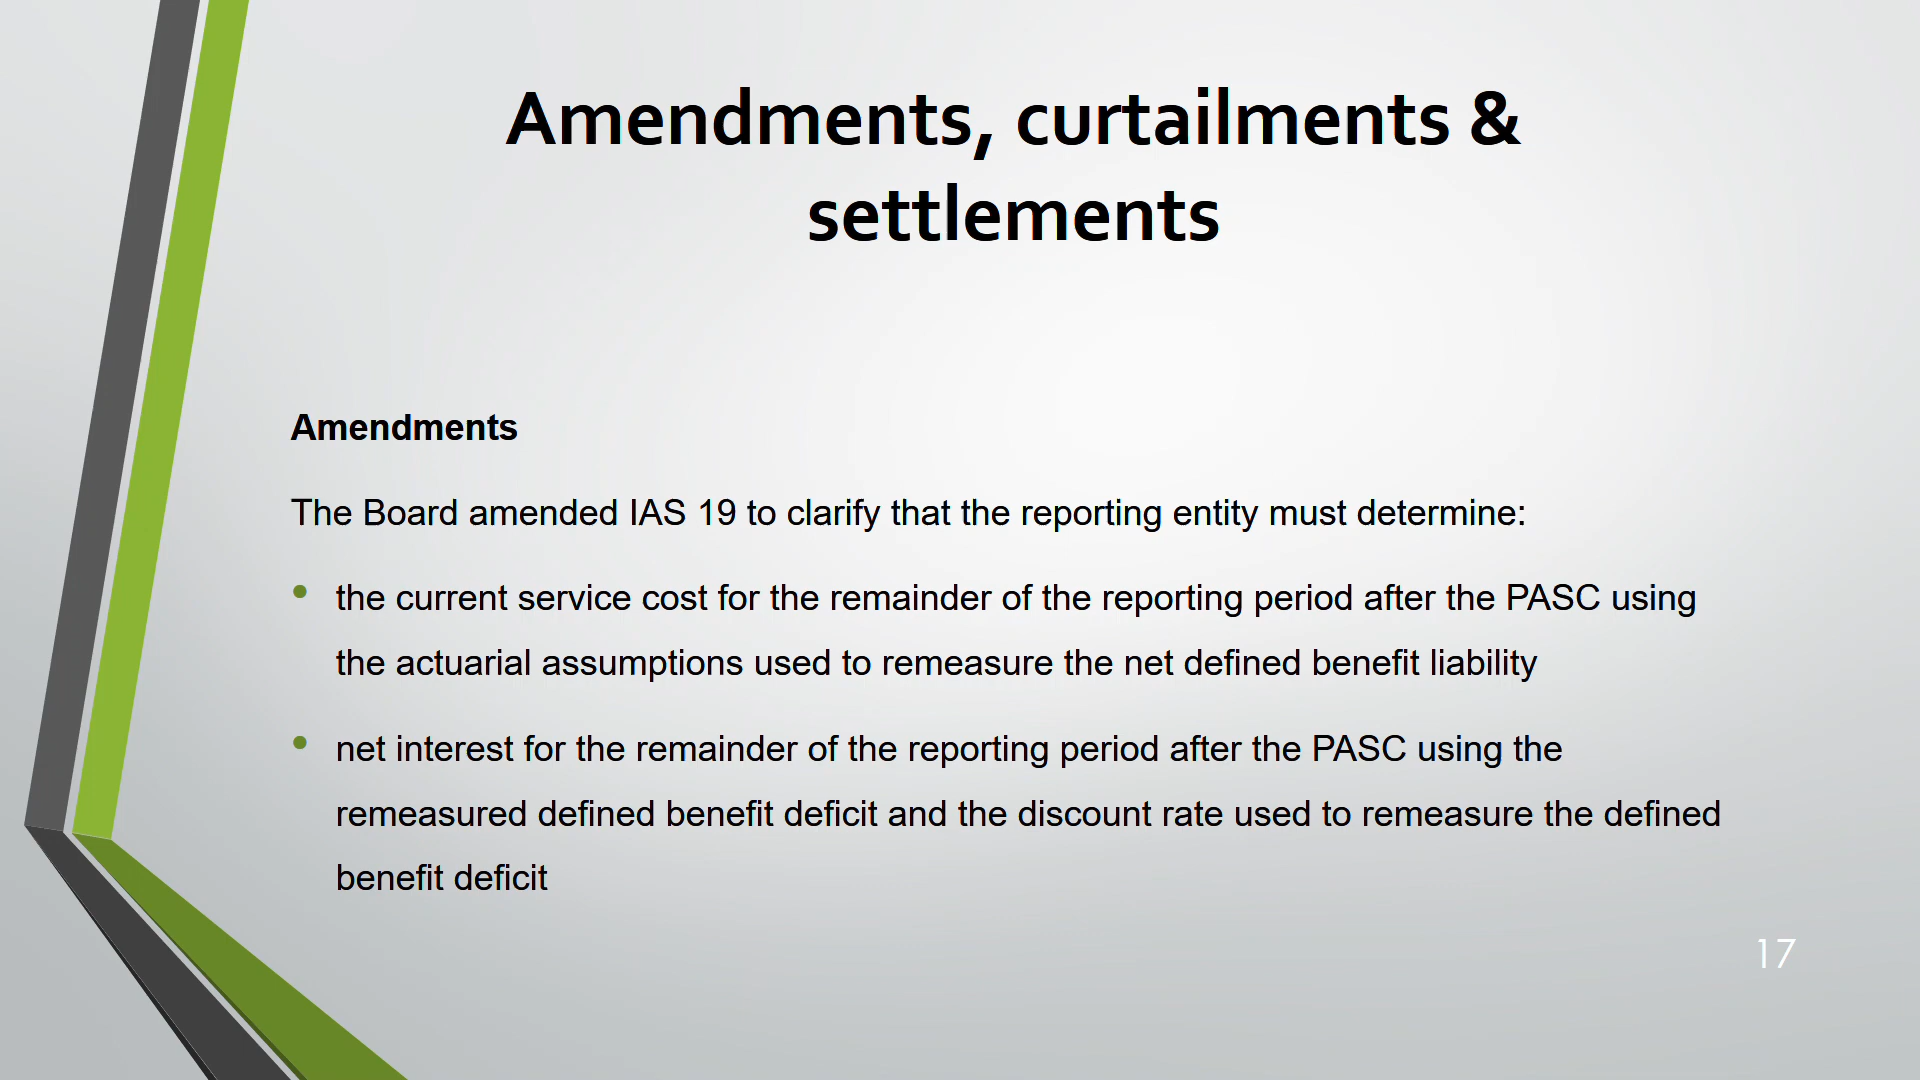 Amendments, curtailments &
settlements
Amendments
The Board amended IAS 19 to clarify that the reporting entity must determine:
• the current service cost for the remainder of the reporting period after the PASC using
the actuarial assumptions used to remeasure the net defined benefit liability
• net interest for the remainder of the reporting period after the PASC using the
remeasured defined benefit deficit and the discount rate used to remeasure the defined
benefit deficit
17